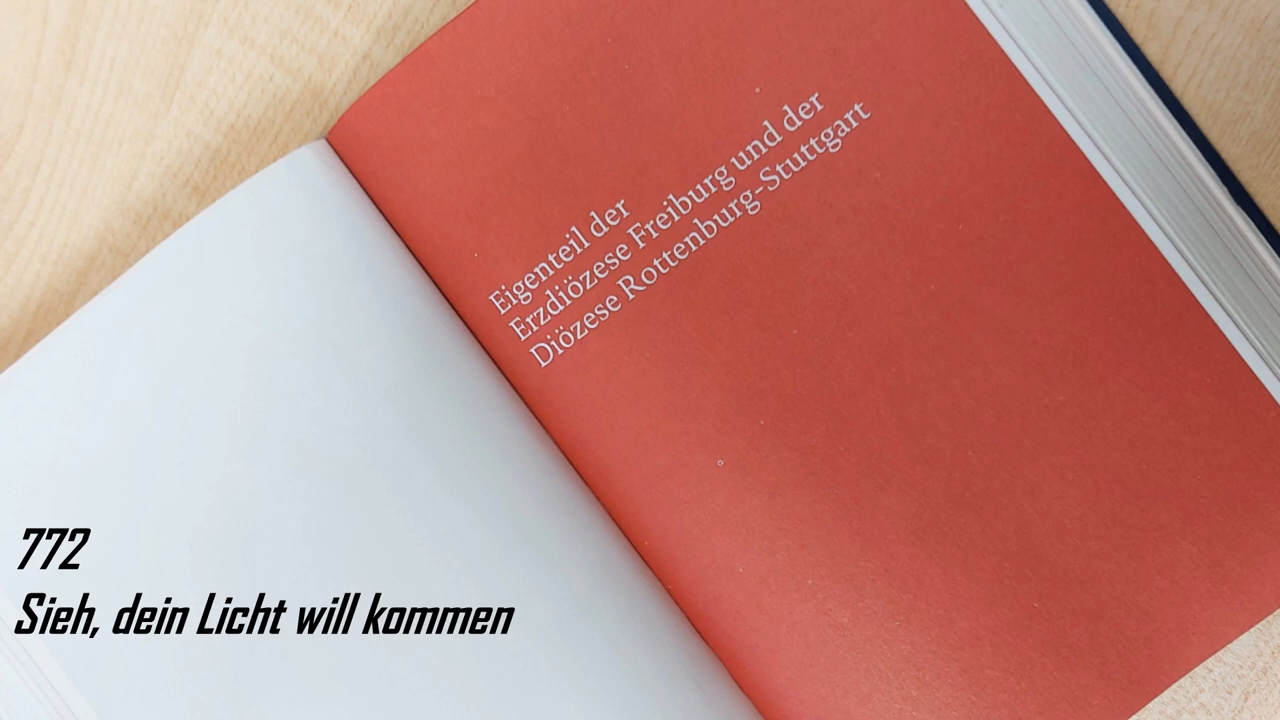 Eigenteil der
Erzdiözese Freiburg und der
Diözese Rottenburg-Stuttgart
772
Sieh, dein Licht will kommen